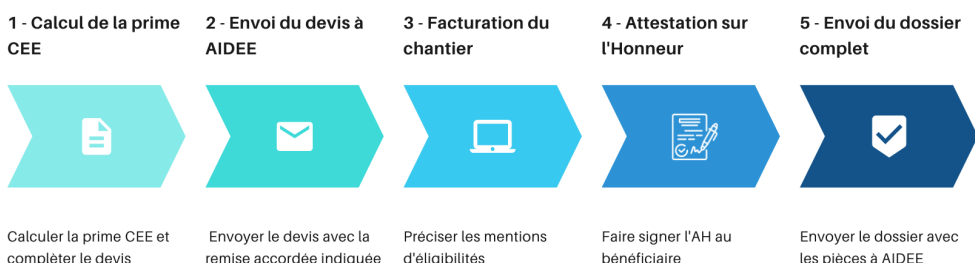 1 - Calcul de la prime
CEE
2 - Envoi du devis à
AIDEE
3 - Facturation du
chantier
4 - Attestation sur
l'Honneur
5 - Envoi du dossier
complet
Calculer la prime CEE et
complèter le devis
Envoyer le devis avec la
remise accordée indiquée
Préciser les mentions
d'éligibilités
Faire signer l'AH au
bénéficiaire
Envoyer le dossier avec
les pièces à AIDEE